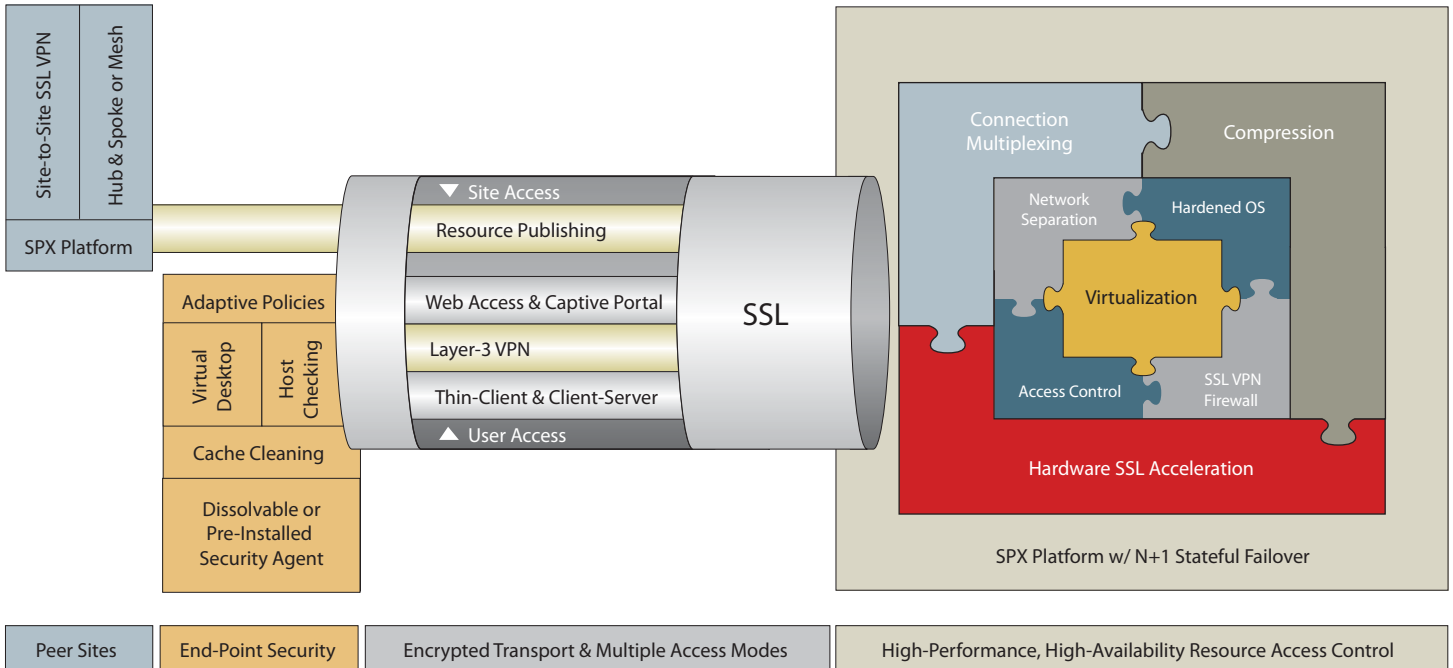 Site-to-Site SSL VPN
Hub & Spoke or Mesh
SPX Platform
Adaptive Policies
Virtual
Desktop
Host
Checking
Cache Cleaning
Dissolvable or
Pre-Installed
Security Agent
Site Access
Resource Publishing
Web Access & Captive Portal
Layer-3 VPN
Thin-Client & Client-Server
User Access
SSL
Connection
Multiplexing
Compression
Network
Separation
Hardened OS
Virtualization
Access Control
SSL VPN
Firewall
Hardware SSL Acceleration
SPX Platform w/ N+1 Stateful Failover
Peer Sites
End-Point Security
Encrypted Transport & Multiple Access Modes
High-Performance, High-Availability Resource Access Control